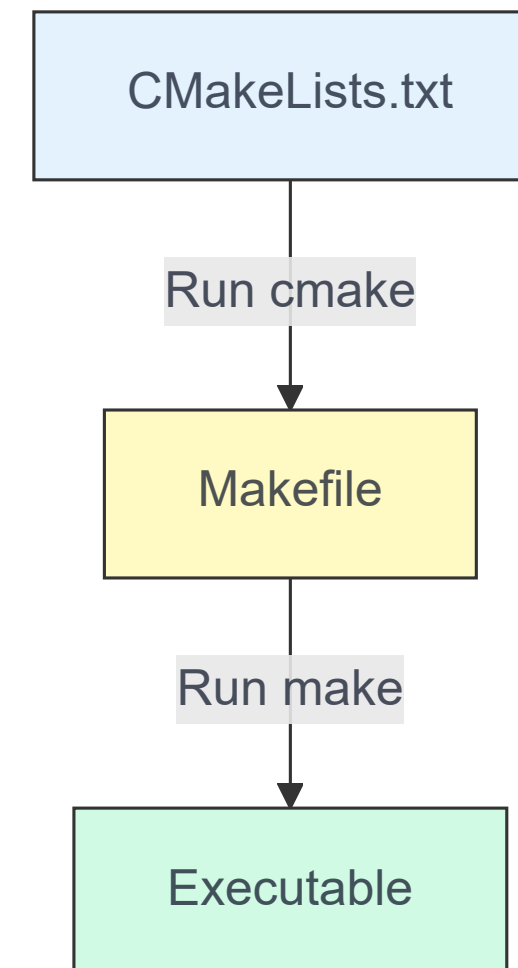 CMakeLists.txt
Run cmake
Makefile
Run make
Executable